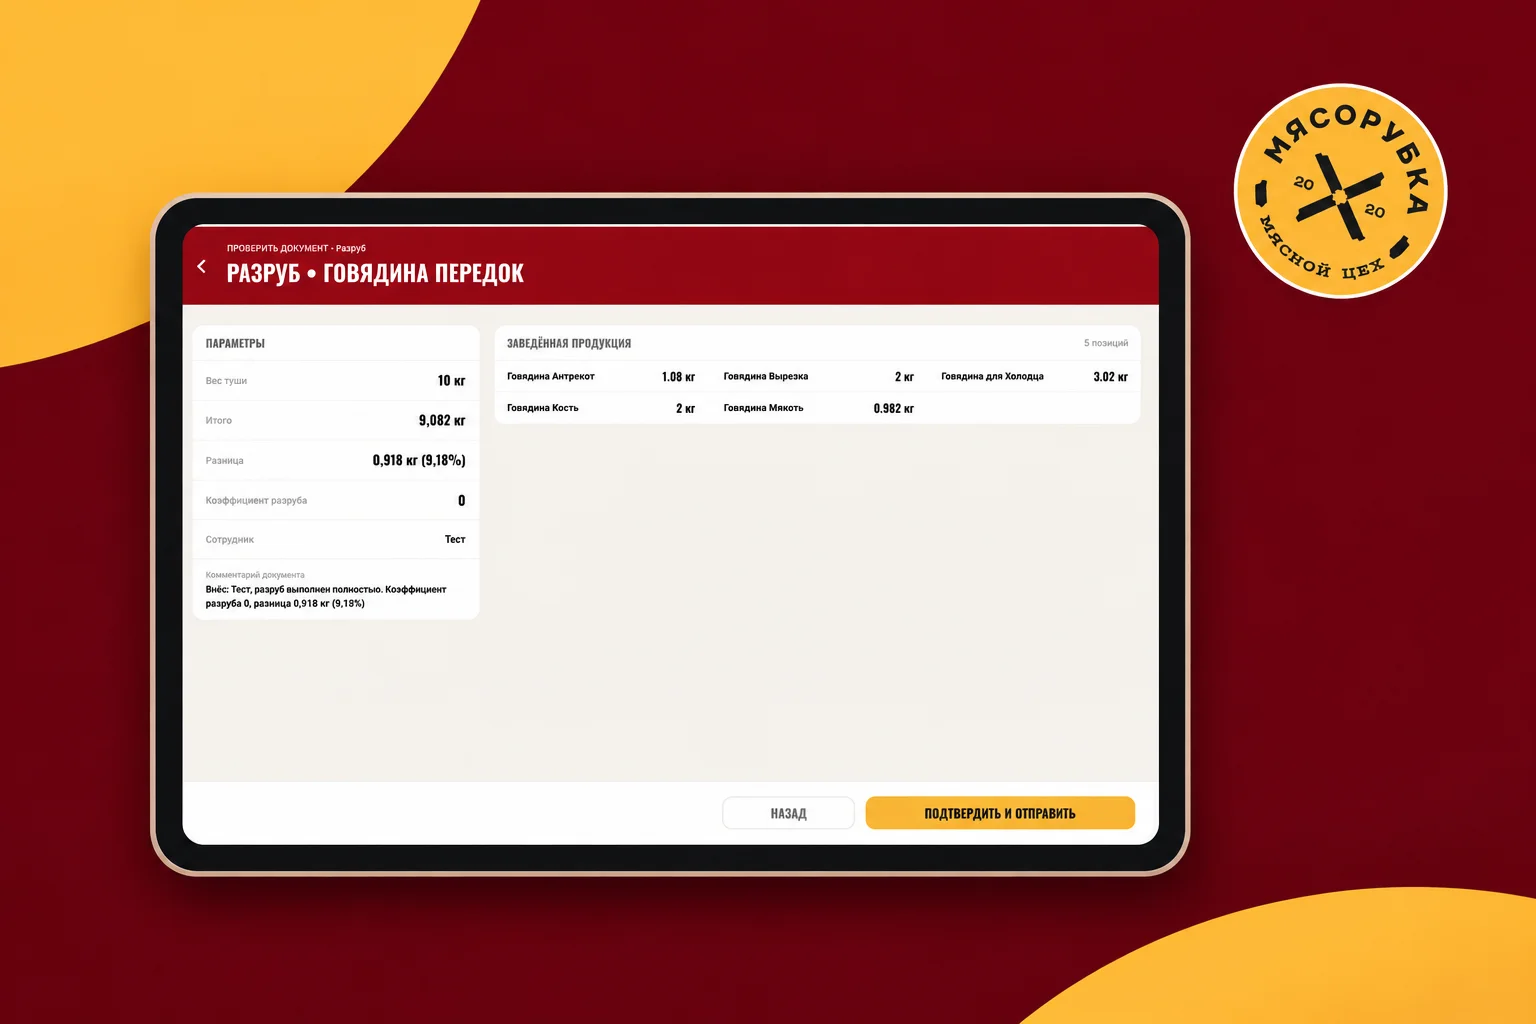 МЯСОРУБКА
20
20
МЯСНОЙ ЦЕХ
ПРОВЕРИТЬ ДОКУМЕНТ - Разруб
РАЗРУБ • ГОВЯДИНА ПЕРЕДОК
ПАРАМЕТРЫ
Вес туши 10 кг
Итого 9,082 кг
Разница 0,918 кг (9,18%)
Коэффициент разруба 0
Сотрудник Тест
Комментарий документа
Внёс: Тест, разруб выполнен полностью. Коэффициент
разруба 0, разница 0,918 кг (9,18%)
ЗАВЕДЁННАЯ ПРОДУКЦИЯ 5 позиций
Говядина Антрекот 1.08 кг Говядина Вырезка 2 кг Говядина для Холодца 3.02 кг
Говядина Кость 2 кг Говядина Мякоть 0.982 кг
НАЗАД ПОДТВЕРДИТЬ И ОТПРАВИТЬ